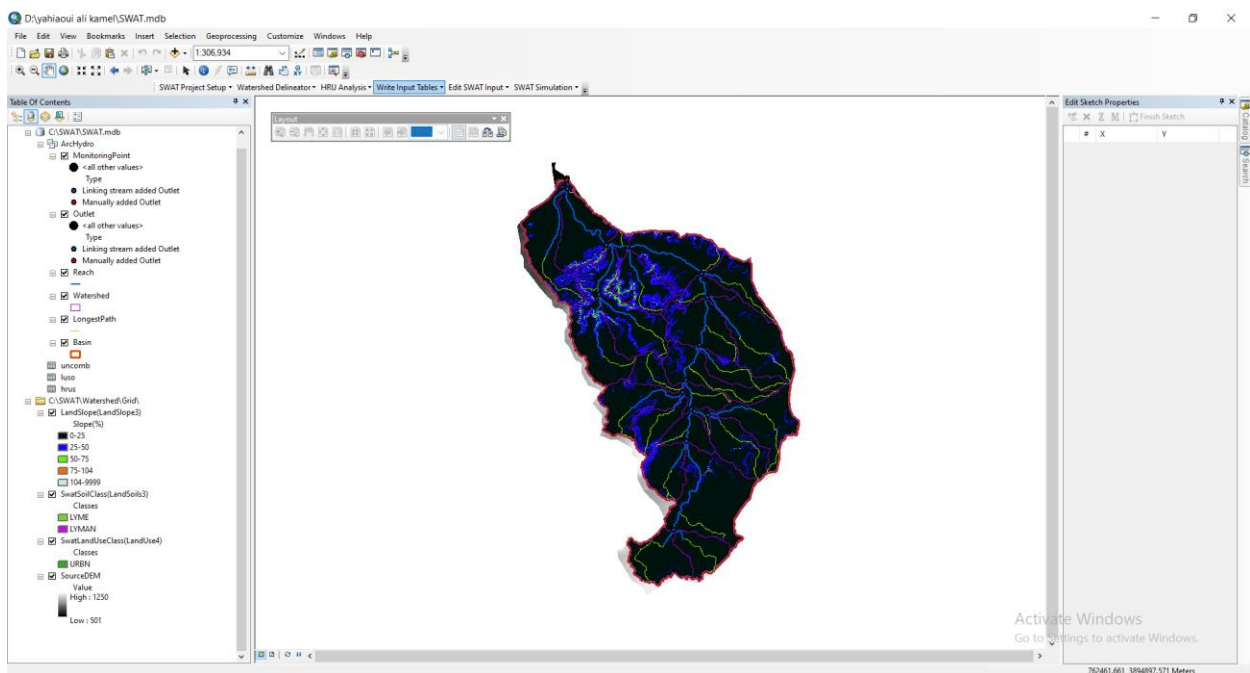 D:\yahiaoui ali kamel\SWAT.mdb
File Edit View Bookmarks Insert Selection Geoprocessing Customize Windows Help
1:306,934
SWAT Project Setup Watershed Delineator HRU Analysis Write Input Tables Edit SWAT Input SWAT Simulation
Table Of Contents
C:\SWAT\SWAT.mdb
ArcHydro
MonitoringPoint
<all other values>
Type
Linking stream added Outlet
Manually added Outlet
Outlet
<all other values>
Type
Linking stream added Outlet
Manually added Outlet
Reach
Watershed
LongestPath
Basin
uncomb
luso
hrus
C:\SWAT\Watershed\Grid\
LandSlope(LandSlope3)
Slope(%)
0-25
25-50
50-75
75-104
104-9999
SwatSoilClass(LandSoils3)
Classes
LYME
LYMAN
SwatLandUseClass(LandUse4)
Classes
URBN
SourceDEM
Value
High : 1250
Low : 501
Layout
Edit Sketch Properties
Finish Sketch
# X Y
Catalog
Search
Activate Windows
Go to Settings to activate Windows.
762461,661 3894897,571 Meters